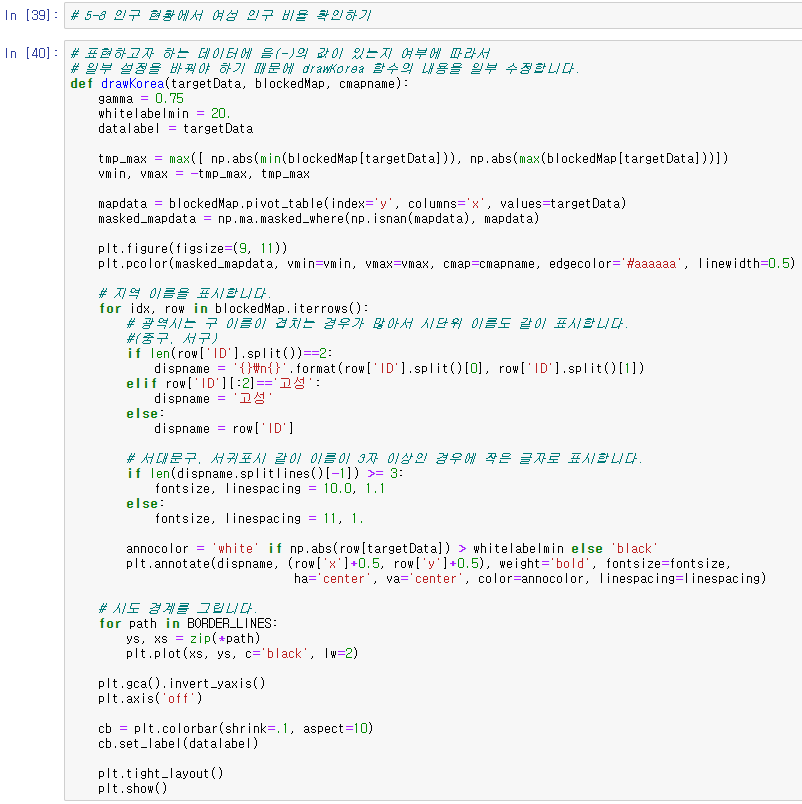 In [39]: # 5-6 인구 현황에서 여성 인구 비율 확인하기
In [40]: # 표현하고자 하는 데이터에 음(-)의 값이 있는지 여부에 따라서
# 일부 설정을 바꿔야 하기 때문에 drawKorea 함수의 내용을 일부 수정합니다.
def drawKorea(targetData, blockedMap, cmapname):
    gamma = 0.75
    whitelabelmin = 20.
    datalabel = targetData

    tmp_max = max([ np.abs(min(blockedMap[targetData])), np.abs(max(blockedMap[targetData]))])
    vmin, vmax = -tmp_max, tmp_max

    mapdata = blockedMap.pivot_table(index='y', columns='x', values=targetData)
    masked_mapdata = np.ma.masked_where(np.isnan(mapdata), mapdata)

    plt.figure(figsize=(9, 11))
    plt.pcolor(masked_mapdata, vmin=vmin, vmax=vmax, cmap=cmapname, edgecolor='#aaaaaa', linewidth=0.5)

    # 지역 이름을 표시합니다.
    for idx, row in blockedMap.iterrows():
        # 광역시는 구 이름이 겹치는 경우가 많아서 시단위 이름도 같이 표시합니다.
        #(중구, 서구)
        if len(row['ID'].split())==2:
            dispname = '{}₩n{}'.format(row['ID'].split()[0], row['ID'].split()[1])
        elif row['ID'][:2]=='고성':
            dispname = '고성'
        else:
            dispname = row['ID']

        # 서대문구, 서귀포시 같이 이름이 3자 이상인 경우에 작은 글자로 표시합니다.
        if len(dispname.splitlines()[-1]) >= 3:
            fontsize, linespacing = 10.0, 1.1
        else:
            fontsize, linespacing = 11, 1.

        annocolor = 'white' if np.abs(row[targetData]) > whitelabelmin else 'black'
        plt.annotate(dispname, (row['x']+0.5, row['y']+0.5), weight='bold', fontsize=fontsize,
                     ha='center', va='center', color=annocolor, linespacing=linespacing)

    # 시도 경계를 그립니다.
    for path in BORDER_LINES:
        ys, xs = zip(*path)
        plt.plot(xs, ys, c='black', lw=2)

    plt.gca().invert_yaxis()
    plt.axis('off')

    cb = plt.colorbar(shrink=.1, aspect=10)
    cb.set_label(datalabel)

    plt.tight_layout()
    plt.show()